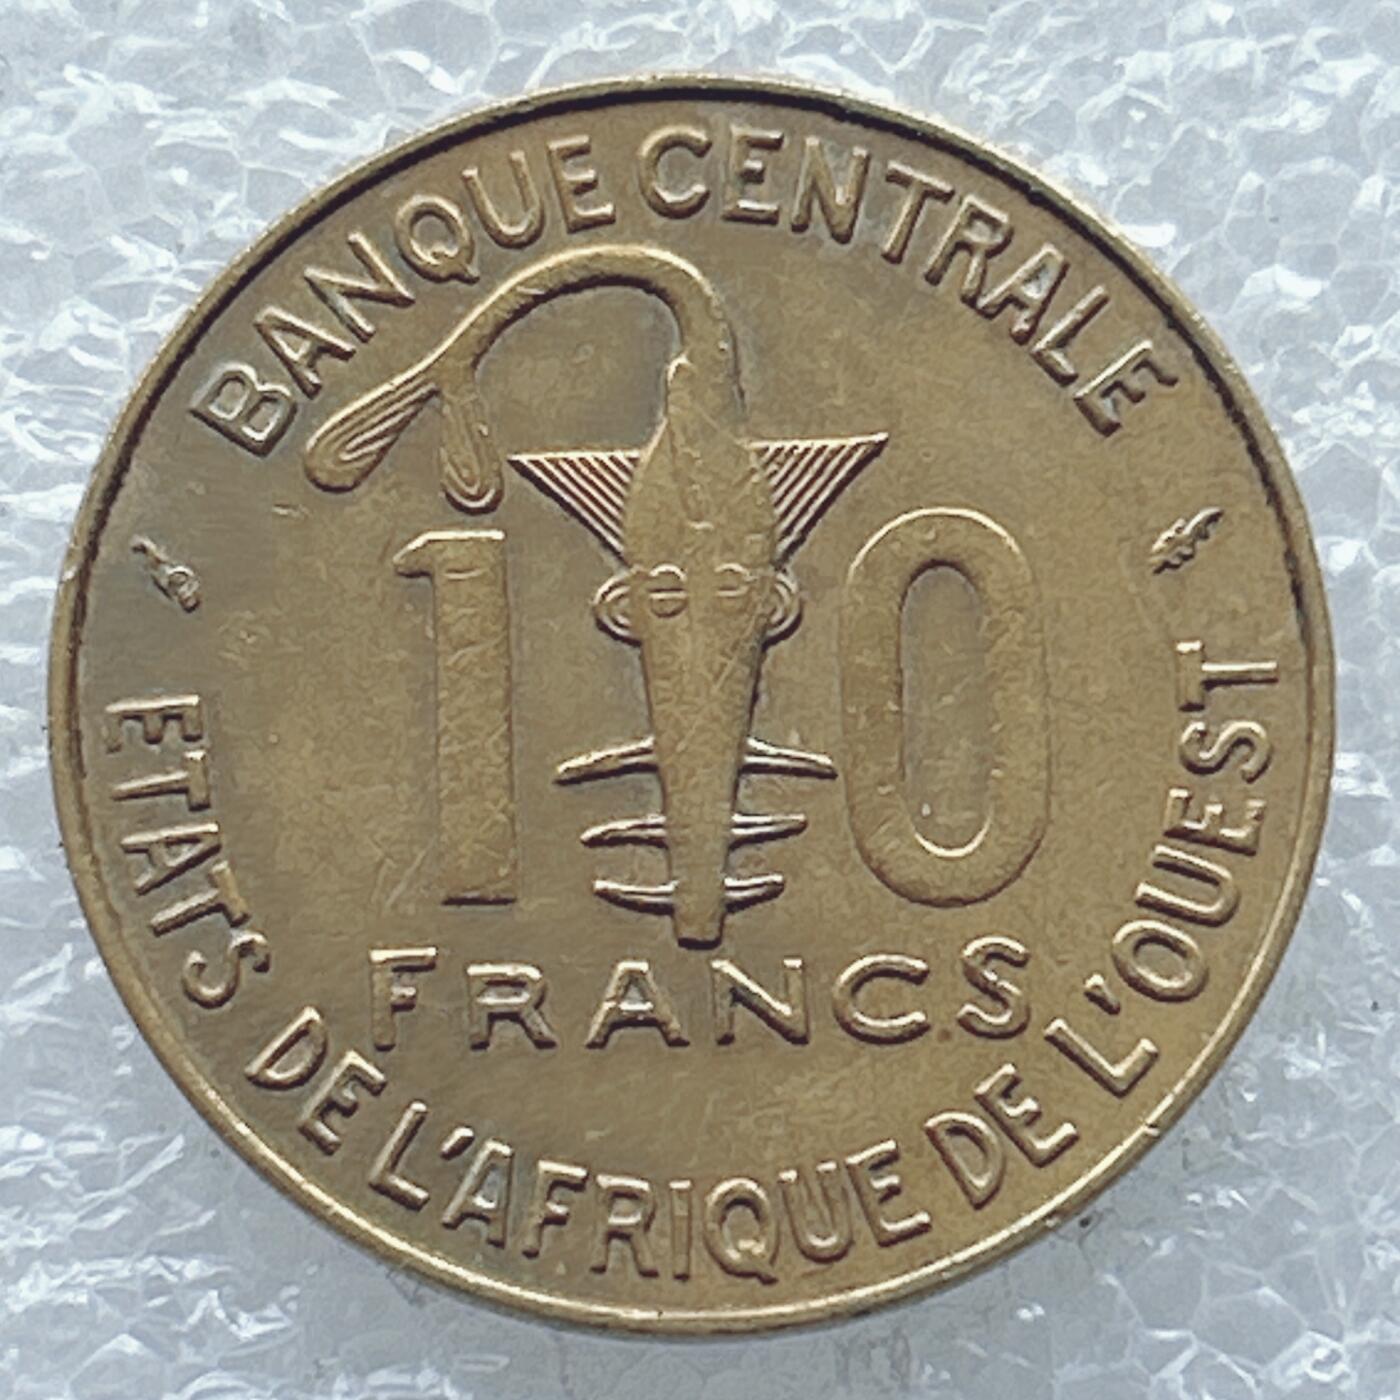 BANQUE CENTRALE
10
FRANCS
ETATS DE L'AFRIQUE DE L'OUEST